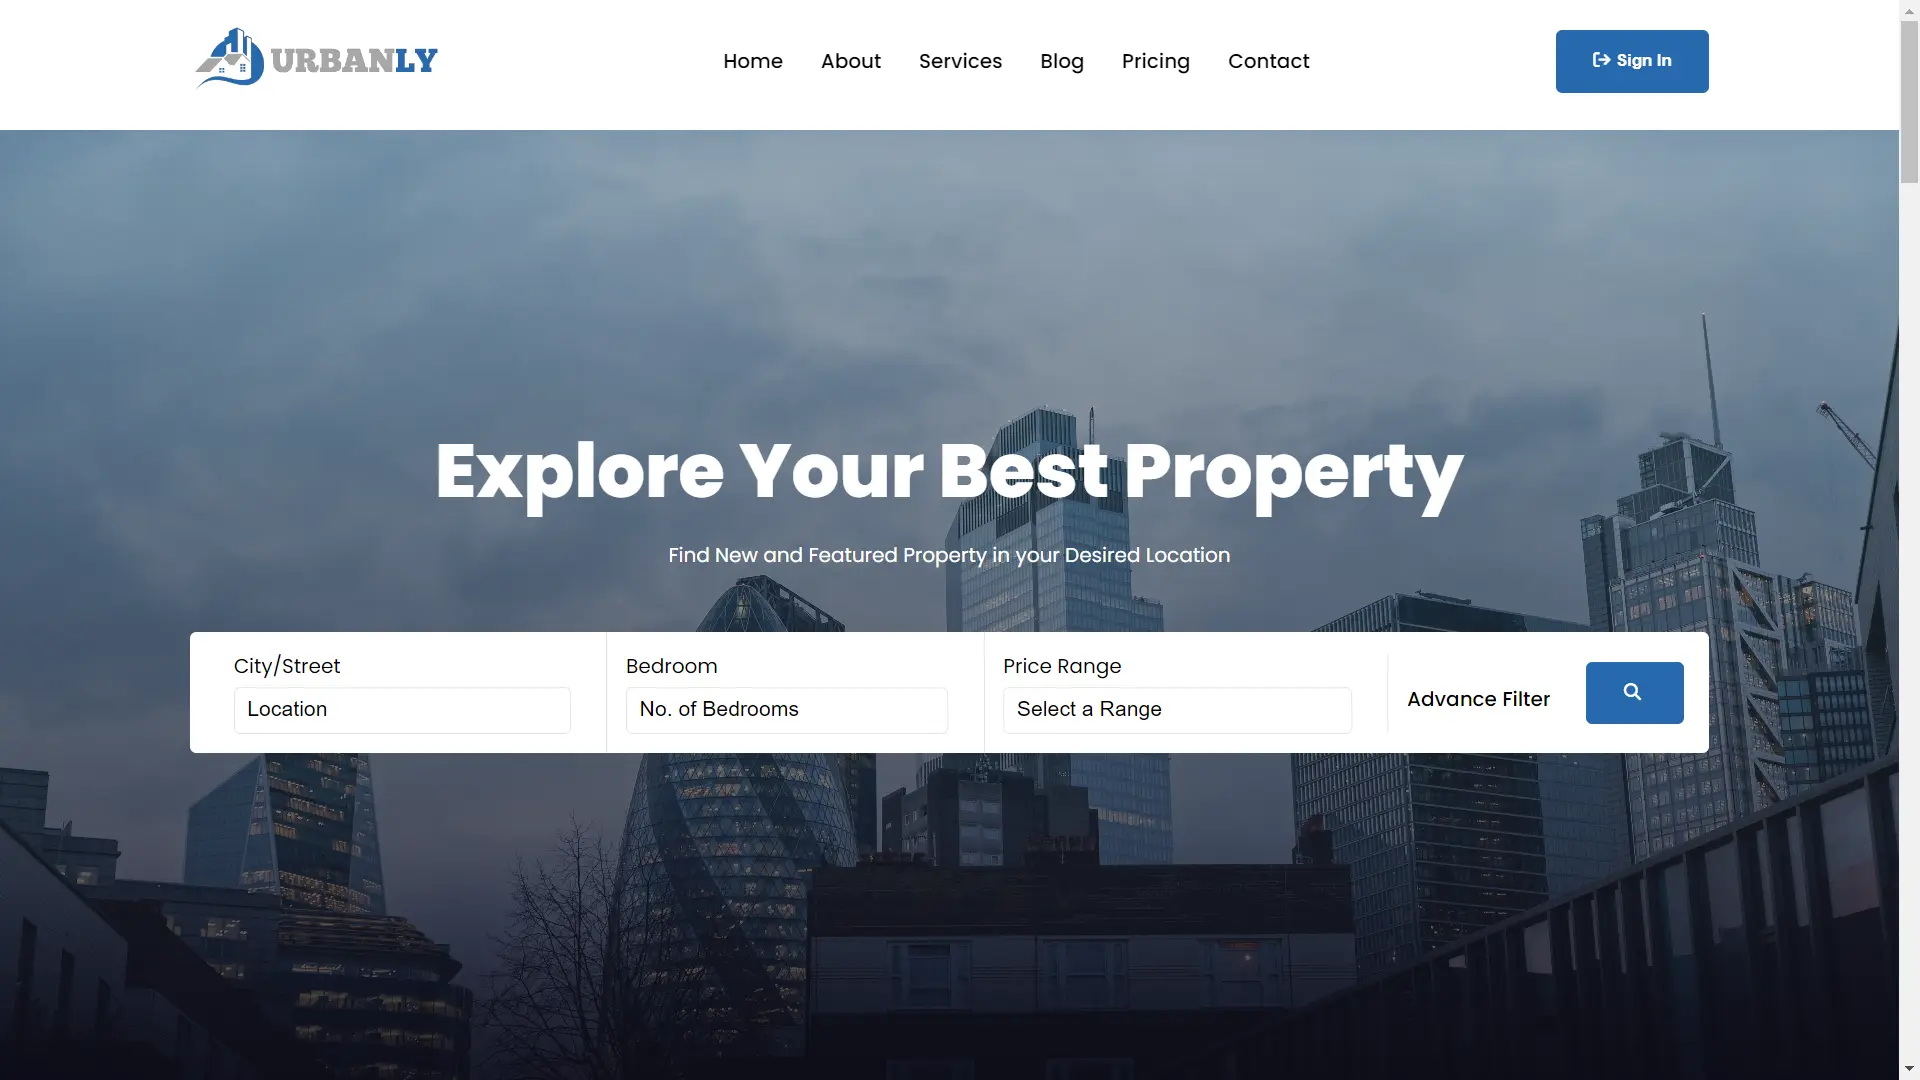 URBANLY
Home
About
Services
Blog
Pricing
Contact
Sign In
Explore Your Best Property
Find New and Featured Property in your Desired Location
City/Street
Location
Bedroom
No. of Bedrooms
Price Range
Select a Range
Advance Filter